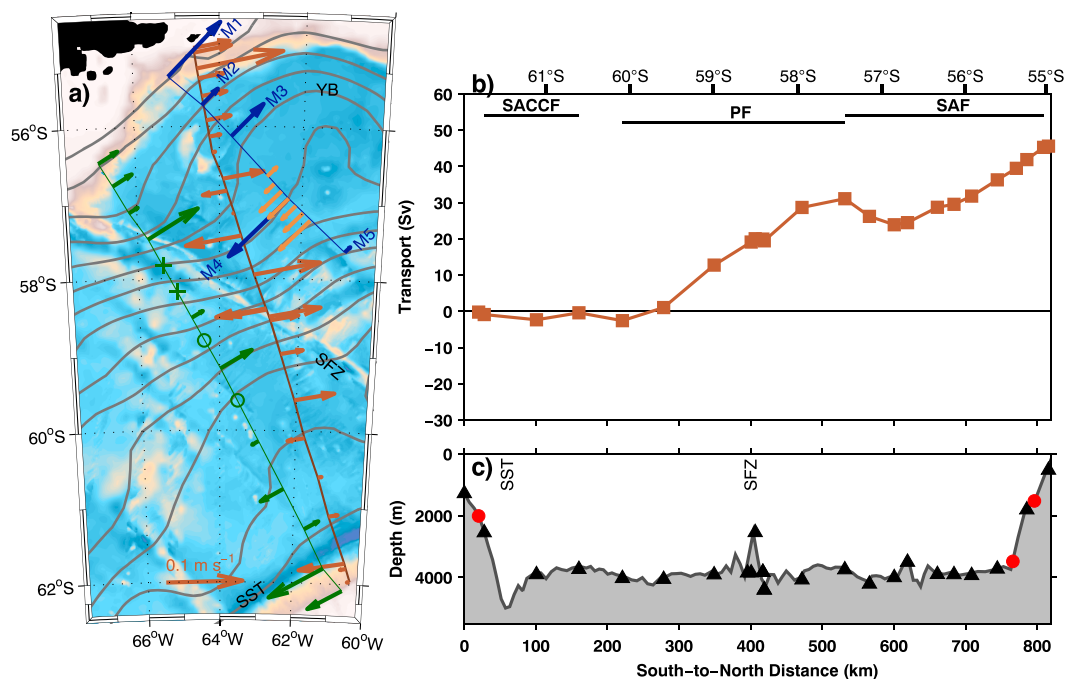 a)
M1
M2
M3
YB
M4
M5
SFZ
SST
0.1 m s⁻¹
56°S
58°S
60°S
62°S
66°W
64°W
62°W
60°W
b)
61°S
60°S
59°S
58°S
57°S
56°S
55°S
SACCF
PF
SAF
Transport (Sv)
60
50
40
30
20
10
0
−10
−20
−30
c)
SST
SFZ
Depth (m)
0
2000
4000
0
100
200
300
400
500
600
700
800
South−to−North Distance (km)